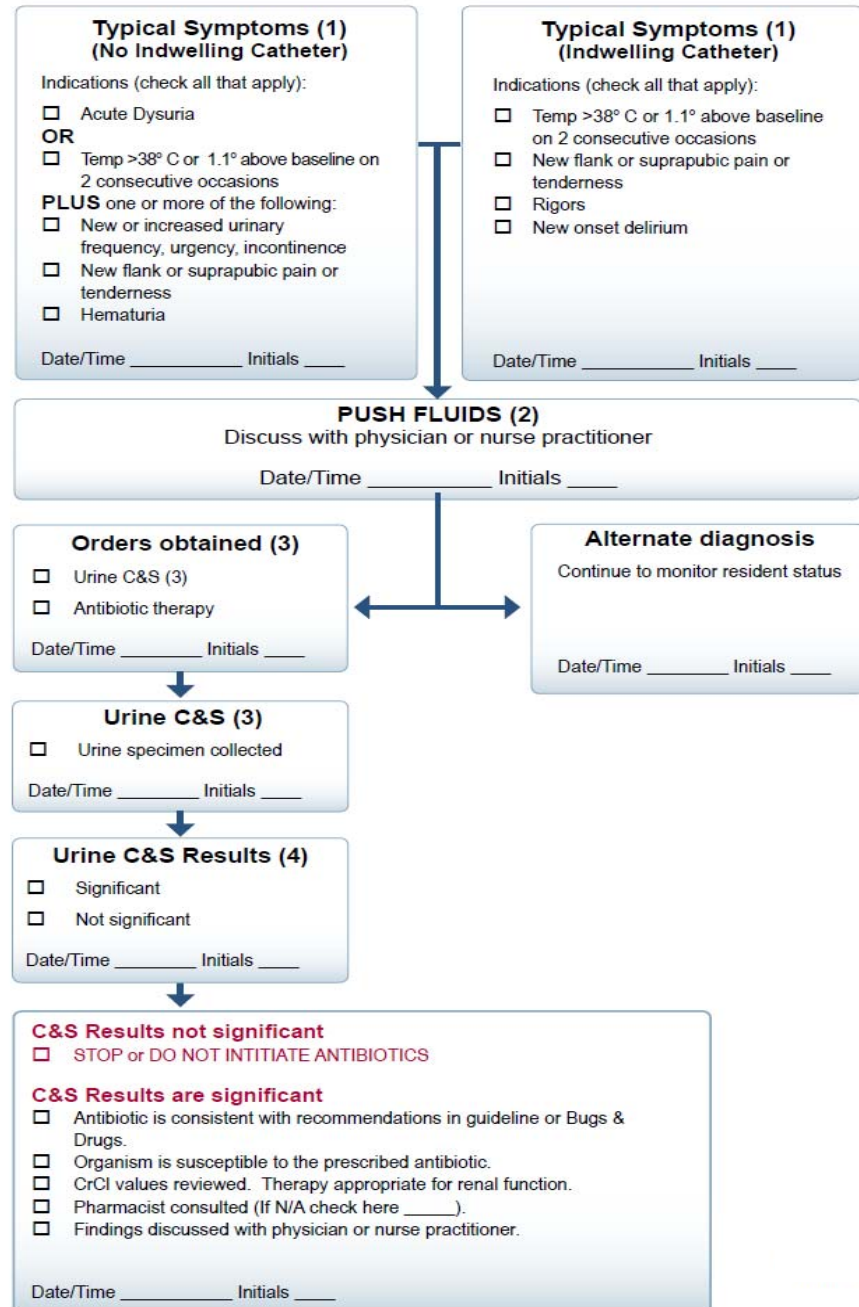 Typical Symptoms (1)
(No Indwelling Catheter)
Indications (check all that apply):
☐ Acute Dysuria
OR
☐ Temp >38º C or 1.1º above baseline on
2 consecutive occasions
PLUS one or more of the following:
☐ New or increased urinary
frequency, urgency, incontinence
☐ New flank or suprapubic pain or
tenderness
☐ Hematuria
Date/Time ___________ Initials ____
Typical Symptoms (1)
(Indwelling Catheter)
Indications (check all that apply):
☐ Temp >38º C or 1.1º above baseline
on 2 consecutive occasions
☐ New flank or suprapubic pain or
tenderness
☐ Rigors
☐ New onset delirium
Date/Time ___________ Initials ____
PUSH FLUIDS (2)
Discuss with physician or nurse practitioner
Date/Time ___________ Initials ____
Orders obtained (3)
☐ Urine C&S (3)
☐ Antibiotic therapy
Date/Time ________ Initials ____
Alternate diagnosis
Continue to monitor resident status
Date/Time ________ Initials ____
Urine C&S (3)
☐ Urine specimen collected
Date/Time ________ Initials ____
Urine C&S Results (4)
☐ Significant
☐ Not significant
Date/Time ________ Initials ____
C&S Results not significant
☐ STOP or DO NOT INTITIATE ANTIBIOTICS
C&S Results are significant
☐ Antibiotic is consistent with recommendations in guideline or Bugs &
Drugs.
☐ Organism is susceptible to the prescribed antibiotic.
☐ CrCl values reviewed. Therapy appropriate for renal function.
☐ Pharmacist consulted (If N/A check here _____).
☐ Findings discussed with physician or nurse practitioner.
Date/Time ___________ Initials ____